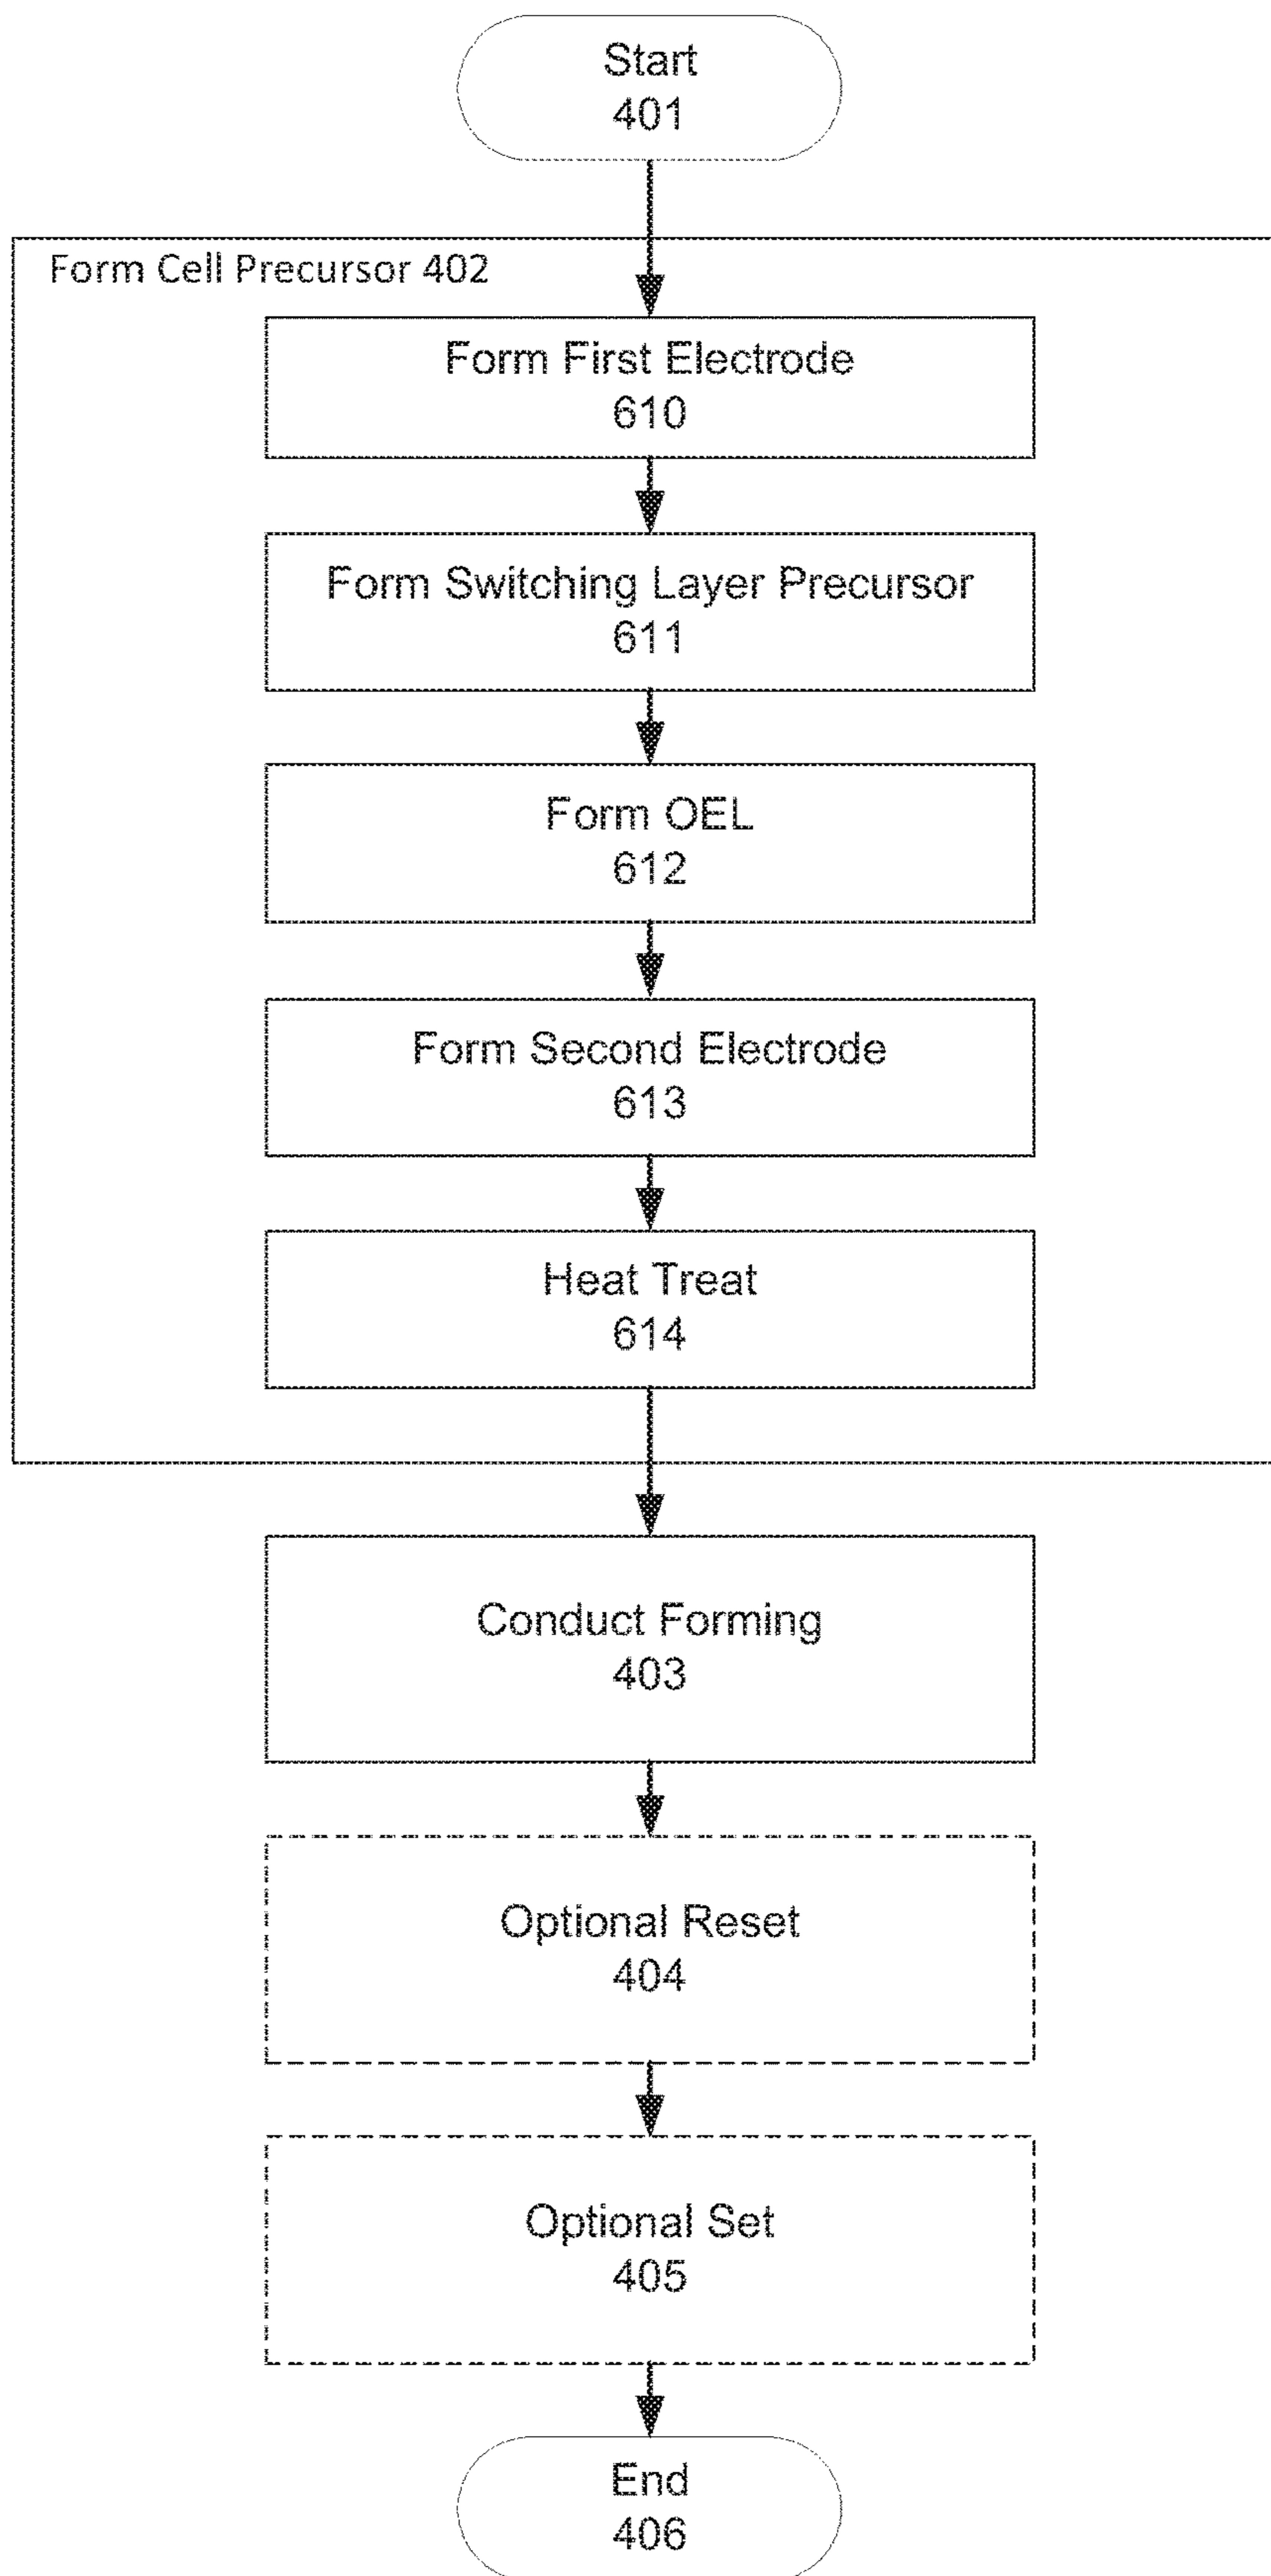 Start
401
Form Cell Precursor 402
Form First Electrode
610
Form Switching Layer Precursor
611
Form OEL
612
Form Second Electrode
613
Heat Treat
614
Conduct Forming
403
Optional Reset
404
Optional Set
405
End
406